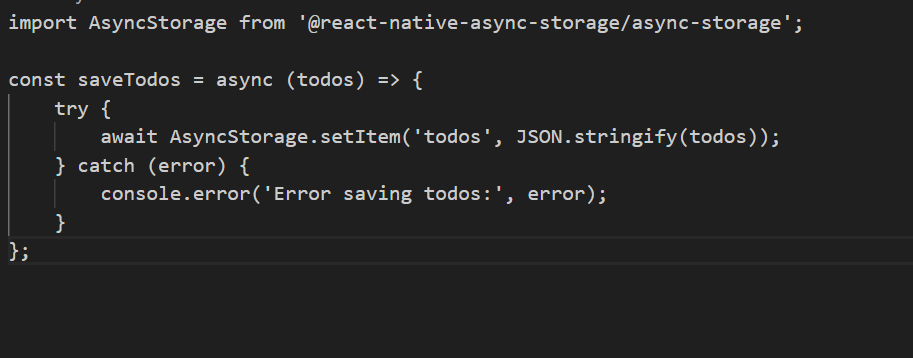 import AsyncStorage from '@react-native-async-storage/async-storage';
const saveTodos = async (todos) => {
    try {
        await AsyncStorage.setItem('todos', JSON.stringify(todos));
    } catch (error) {
        console.error('Error saving todos:', error);
    }
};